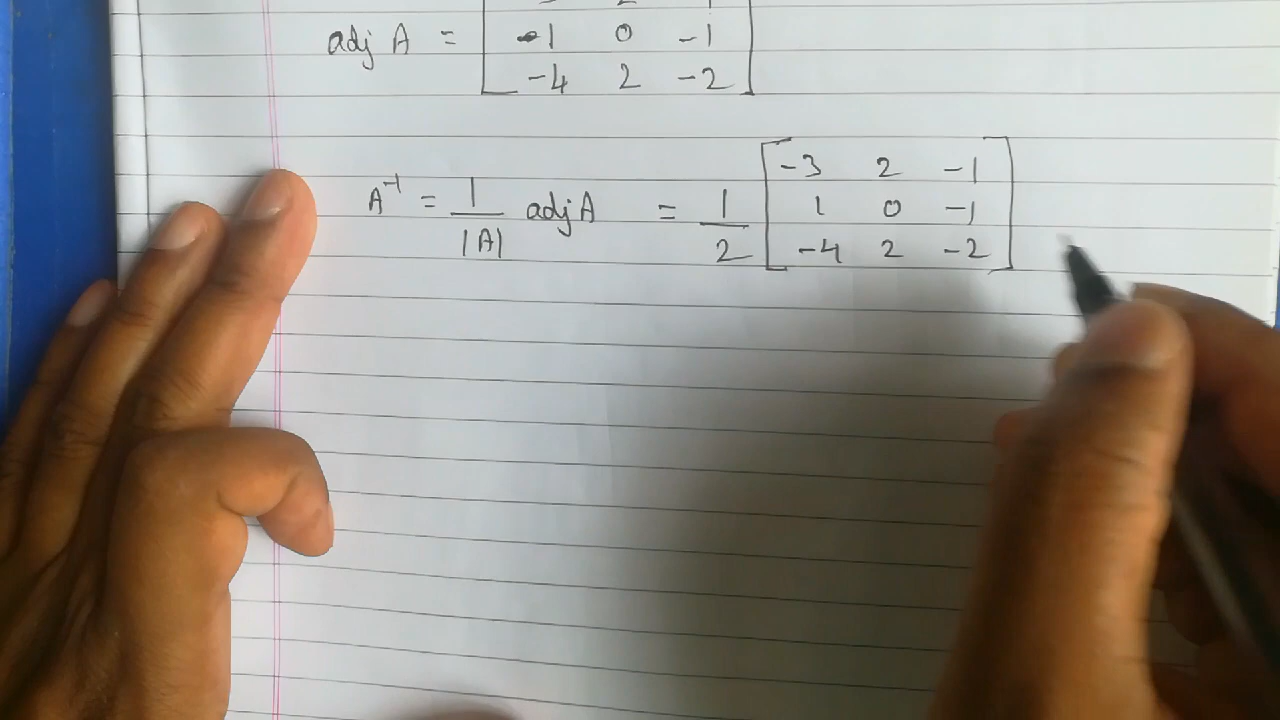 adj A = -1 0 -1
-4 2 -2
A⁻¹ = 1/|A| adj A = 1/2 [-3 2 -1
1 0 -1
-4 2 -2]